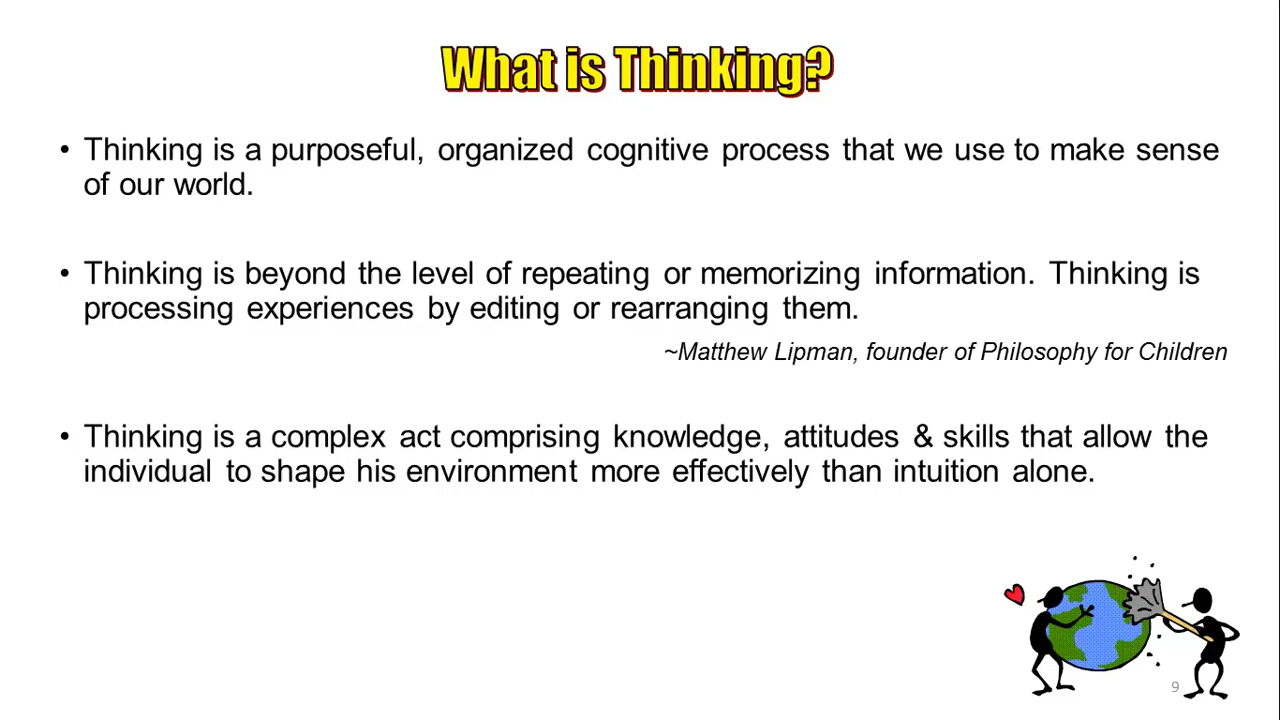 What is Thinking?
• Thinking is a purposeful, organized cognitive process that we use to make sense
of our world.
• Thinking is beyond the level of repeating or memorizing information. Thinking is
processing experiences by editing or rearranging them.
~Matthew Lipman, founder of Philosophy for Children
• Thinking is a complex act comprising knowledge, attitudes & skills that allow the
individual to shape his environment more effectively than intuition alone.
9